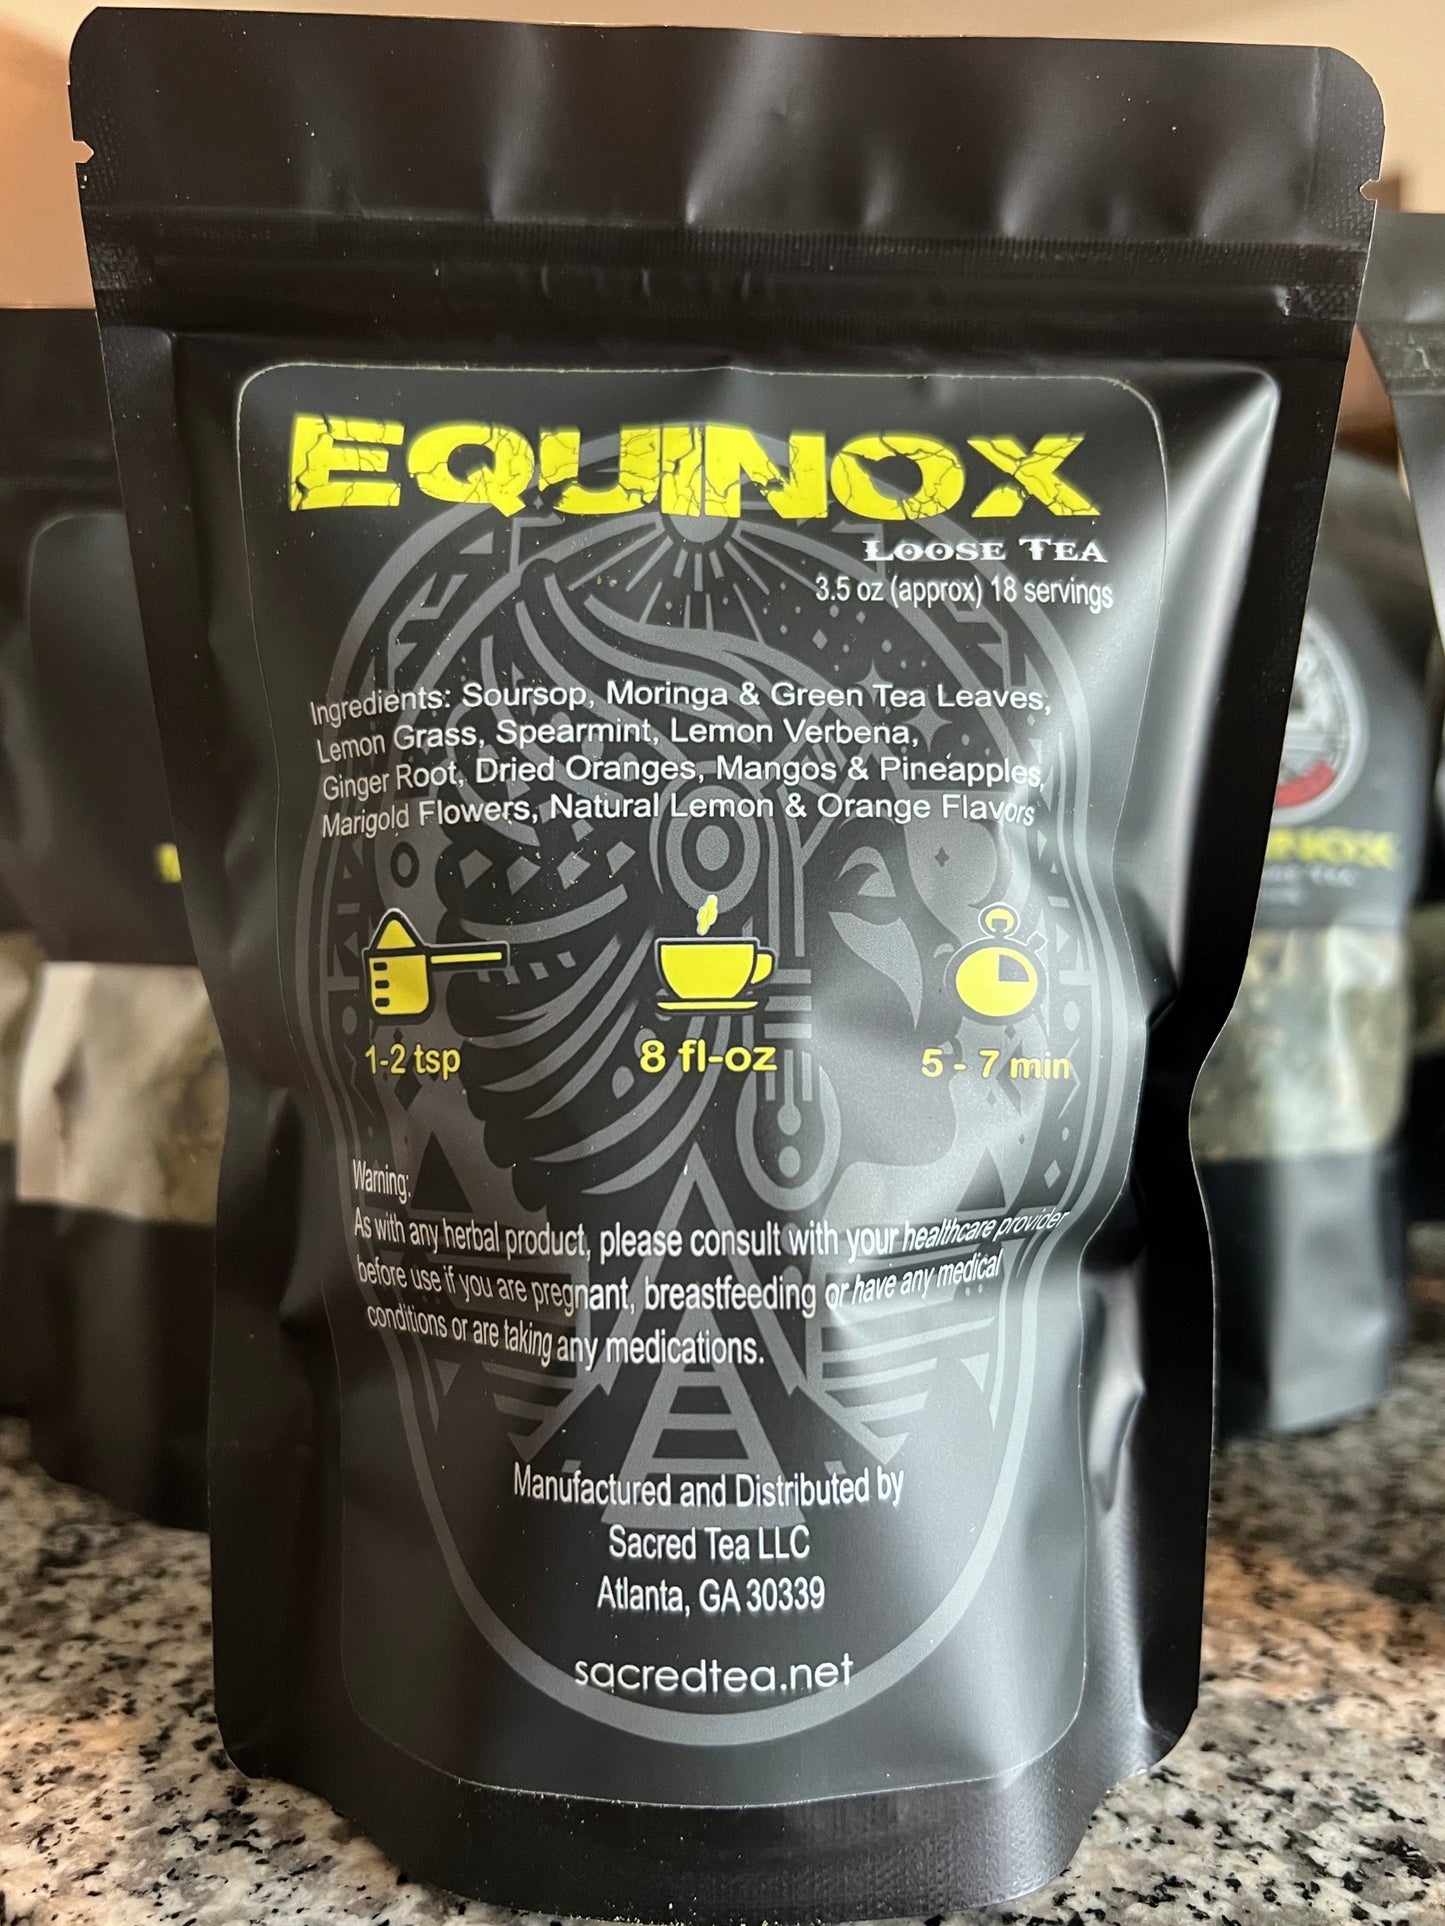 EQUINOX
LOOSE TEA
3.5 oz (approx) 18 servings
Ingredients: Soursop, Moringa & Green Tea Leaves,
Lemon Grass, Spearmint, Lemon Verbena,
Ginger Root, Dried Oranges, Mangos & Pineapples,
Marigold Flowers, Natural Lemon & Orange Flavors
1-2 tsp
8 fl-oz
5 - 7 min
Warning:
As with any herbal product, please consult with your healthcare provider
before use if you are pregnant, breastfeeding or have any medical
conditions or are taking any medications.
Manufactured and Distributed by
Sacred Tea LLC
Atlanta, GA 30339
sacredtea.net